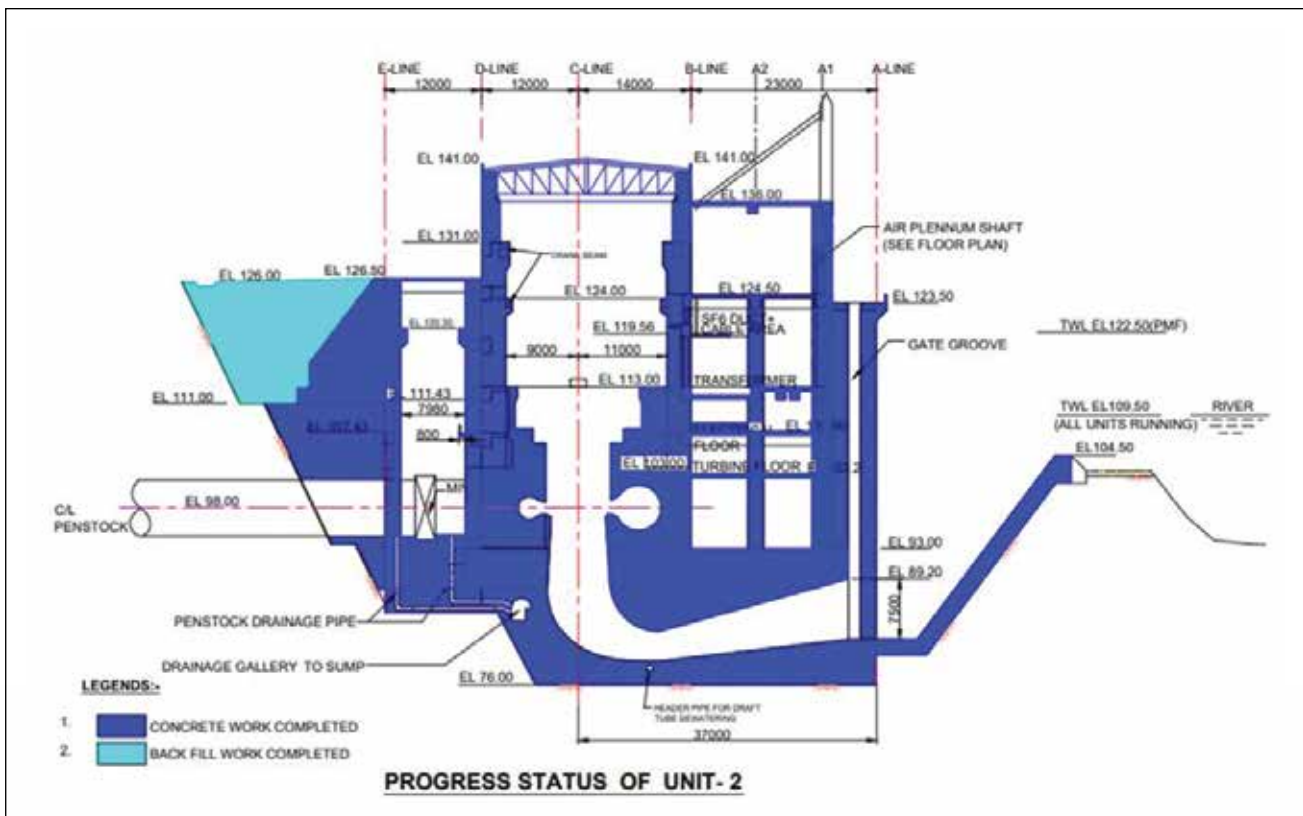 E-LINE D-LINE C-LINE B-LINE A2 A1 A-LINE
12000 12000 14000 23000
EL 141.00 EL 141.00
EL 136.00
AIR PLENNUM SHAFT
(SEE FLOOR PLAN)
EL 131.00
CRANE BEAM
EL 126.00 EL 126.50
EL 124.00 EL 124.50
EL 123.50
SF6 DUCT+
CABLE AREA
EL 119.56
TWL EL122.50(PMF)
GATE GROOVE
9000 11000
EL 113.00 TRANSFORMER
EL 111.00
111.43
7980
TWL EL109.50 RIVER
(ALL UNITS RUNNING)
800
FLOOR
EL104.50
TURBINE FLOOR
EL 98.00
C/L
PENSTOCK
EL 93.00
EL 89.20
7500
PENSTOCK DRAINAGE PIPE
DRAINAGE GALLERY TO SUMP
EL 76.00
HEADER PIPE FOR DRAFT
TUBE DEWATERING
37000
LEGENDS:-
1. CONCRETE WORK COMPLETED
2. BACK FILL WORK COMPLETED
PROGRESS STATUS OF UNIT- 2